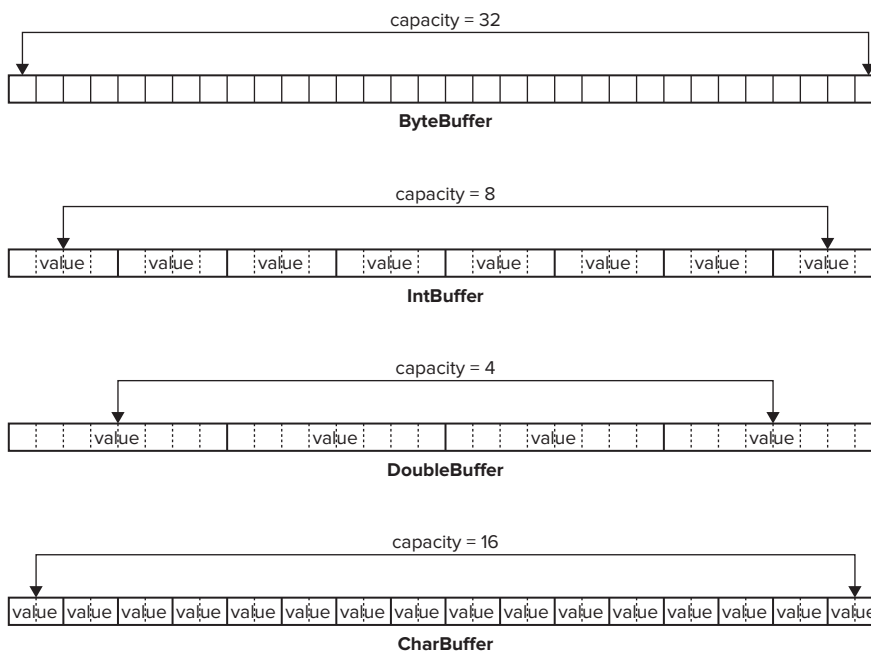 capacity = 32
ByteBuffer
capacity = 8
value value value value value value value value
IntBuffer
capacity = 4
value value value value
DoubleBuffer
capacity = 16
value value value value value value value value value value value value value value value value
CharBuffer